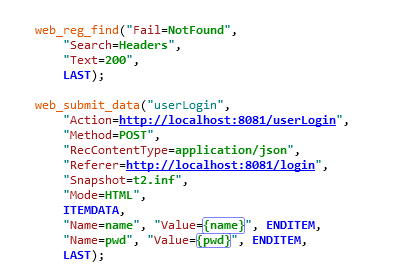 web_reg_find("Fail=NotFound",
"Search=Headers",
"Text=200",
LAST);
web_submit_data("userLogin",
"Action=http://localhost:8081/userLogin",
"Method=POST",
"RecContentType=application/json",
"Referer=http://localhost:8081/login",
"Snapshot=t2.inf",
"Mode=HTML",
ITEMDATA,
"Name=name", "Value={name}", ENDITEM,
"Name=pwd", "Value={pwd}", ENDITEM,
LAST);